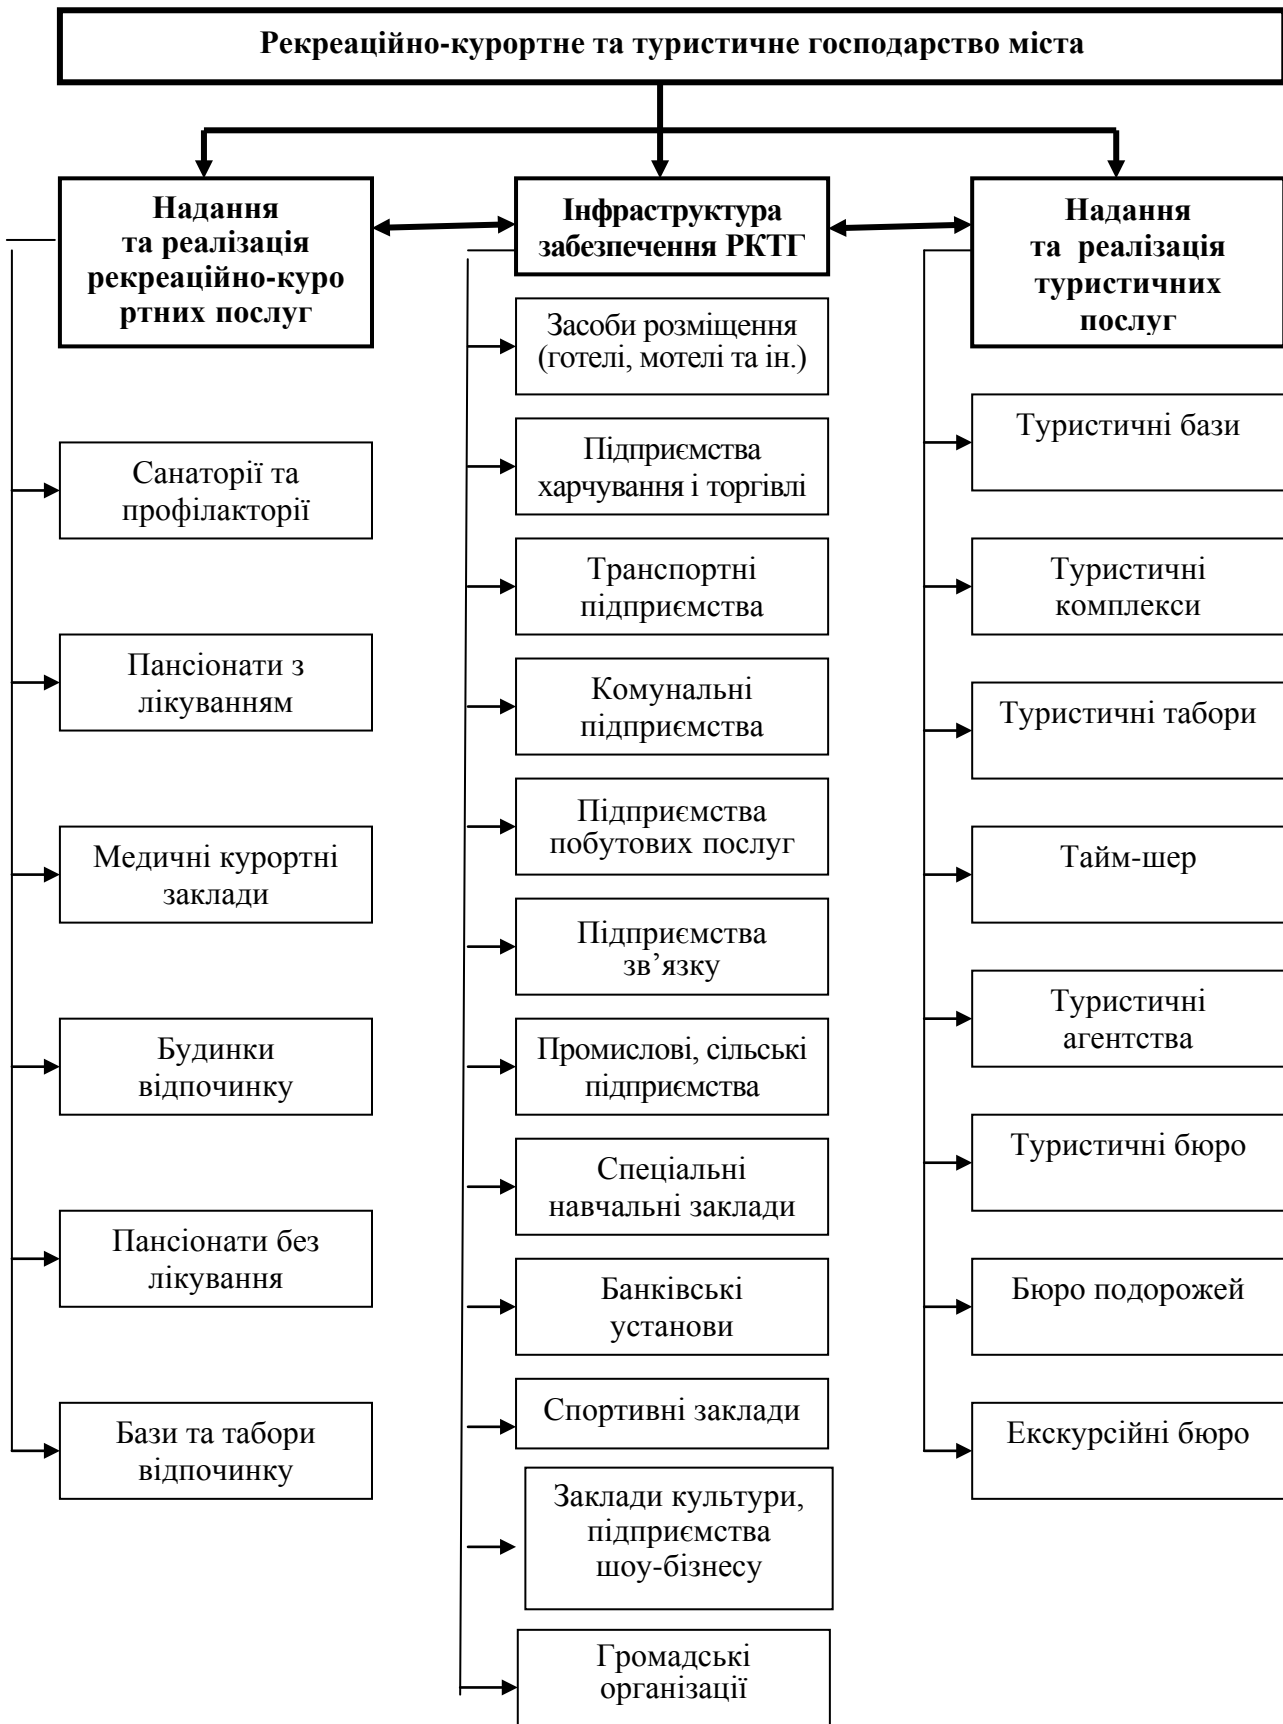 Рекреаційно-курортне та туристичне господарство міста
Надання
та реалізація
рекреаційно-куро
ртних послуг
Санаторії та
профілакторії
Пансіонати з
лікуванням
Медичні курортні
заклади
Будинки
відпочинку
Пансіонати без
лікування
Бази та табори
відпочинку
Інфраструктура
забезпечення РКТГ
Засоби розміщення
(готелі, мотелі та ін.)
Підприємства
харчування і торгівлі
Транспортні
підприємства
Комунальні
підприємства
Підприємства
побутових послуг
Підприємства
зв’язку
Промислові, сільські
підприємства
Спеціальні
навчальні заклади
Банківські
установи
Спортивні заклади
Заклади культури,
підприємства
шоу-бізнесу
Громадські
організації
Надання
та реалізація
туристичних
послуг
Туристичні бази
Туристичні
комплекси
Туристичні табори
Тайм-шер
Туристичні
агентства
Туристичні бюро
Бюро подорожей
Екскурсійні бюро